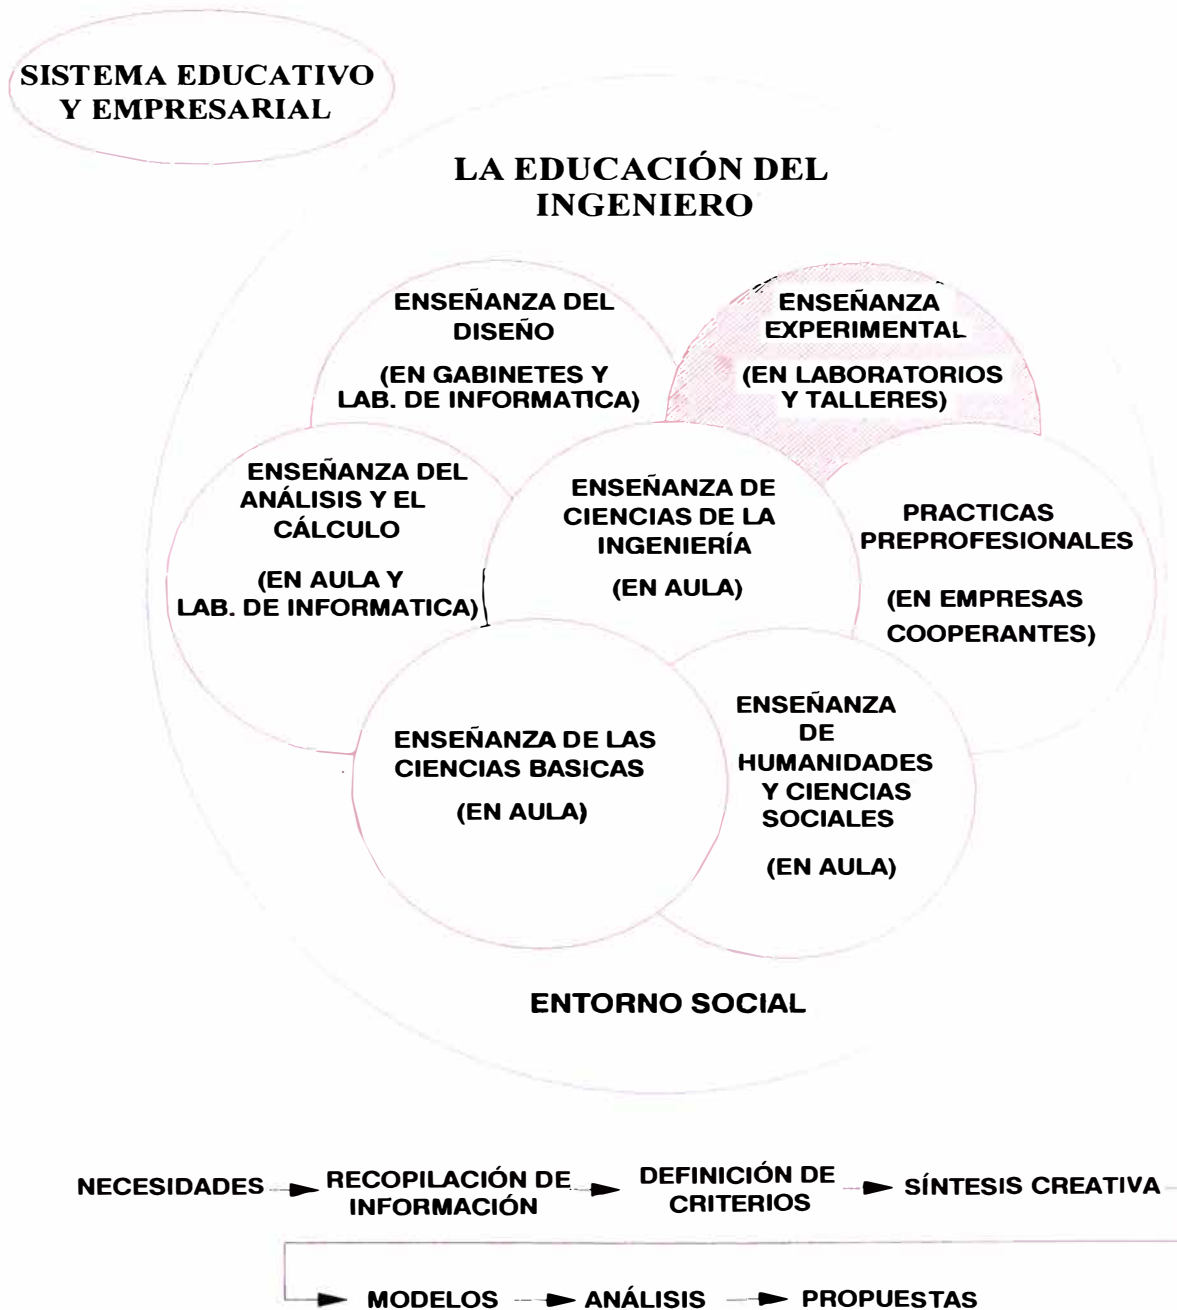 SISTEMA EDUCATIVO
Y EMPRESARIAL
LA EDUCACIÓN DEL
INGENIERO
ENSEÑANZA DEL
DISEÑO
(EN GABINETES Y
LAB. DE INFORMATICA)
ENSEÑANZA
EXPERIMENTAL
(EN LABORATORIOS
Y TALLERES)
ENSEÑANZA DEL
ANÁLISIS Y EL
CÁLCULO
(EN AULA Y
LAB. DE INFORMATICA)
ENSEÑANZA DE
CIENCIAS DE LA
INGENIERÍA
(EN AULA)
PRACTICAS
PREPROFESIONALES
(EN EMPRESAS
COOPERANTES)
ENSEÑANZA DE LAS
CIENCIAS BASICAS
(EN AULA)
ENSEÑANZA
DE
HUMANIDADES
Y CIENCIAS
SOCIALES
(EN AULA)
ENTORNO SOCIAL
NECESIDADES
RECOPILACIÓN DE
INFORMACIÓN
DEFINICIÓN DE
CRITERIOS
SÍNTESIS CREATIVA
MODELOS
ANÁLISIS
PROPUESTAS